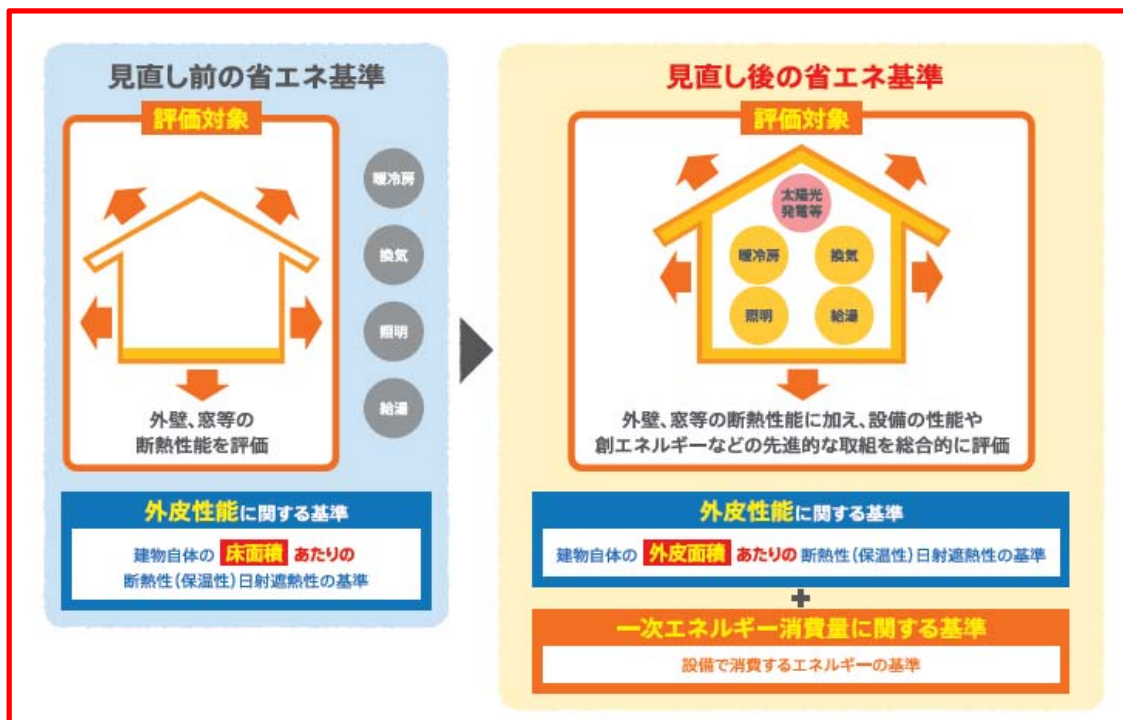 見直し前の省エネ基準
評価対象
暖冷房
換気
照明
給湯
外壁、窓等の
断熱性能を評価
外皮性能に関する基準
建物自体の 床面積 あたりの
断熱性(保温性)日射遮熱性の基準
見直し後の省エネ基準
評価対象
太陽光
発電等
暖冷房
換気
照明
給湯
外壁、窓等の断熱性能に加え、設備の性能や
創エネルギーなどの先進的な取組を総合的に評価
外皮性能に関する基準
建物自体の 外皮面積 あたりの 断熱性(保温性)日射遮熱性の基準
+
一次エネルギー消費量に関する基準
設備で消費するエネルギーの基準